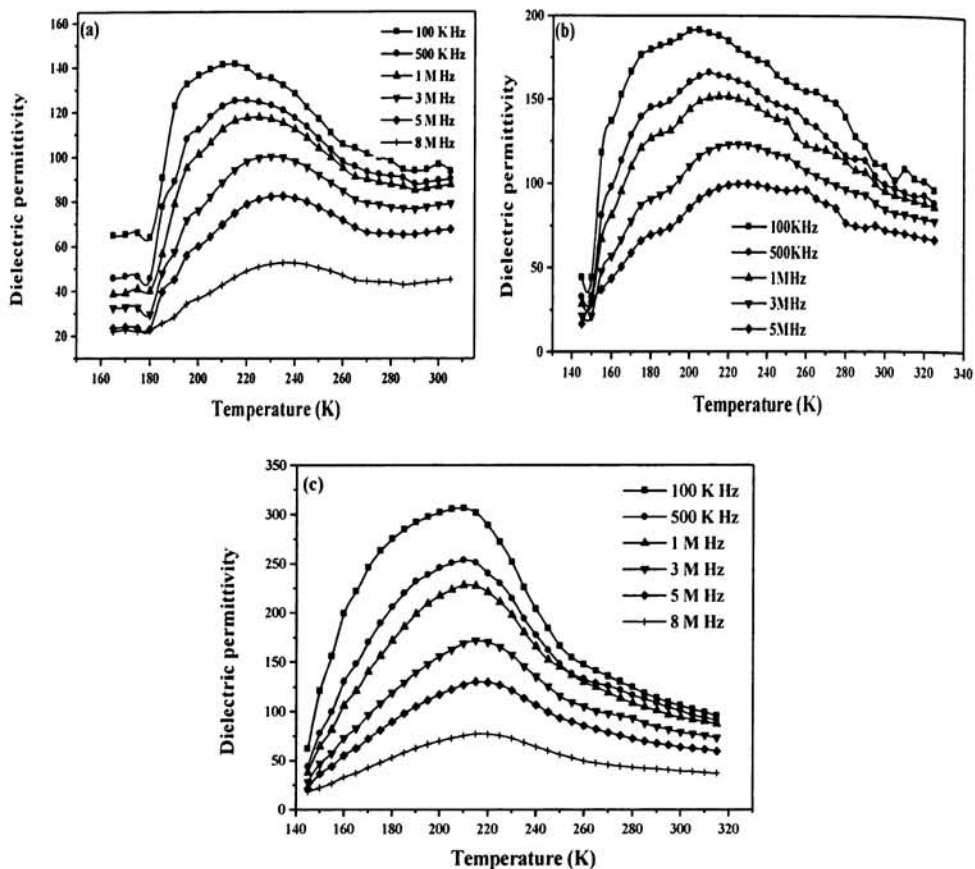 (a)
100 K Hz
500 K Hz
1 M Hz
3 M Hz
5 M Hz
8 M Hz
160
140
120
100
80
60
40
20
Dielectric permittivity
160 180 200 220 240 260 280 300
Temperature (K)
(b)
200
150
100
50
0
Dielectric permittivity
100KHz
500KHz
1MHz
3MHz
5MHz
140 160 180 200 220 240 260 280 300 320 340
Temperature (K)
(c)
350
300
250
200
150
100
50
0
Dielectric permittivity
100 K Hz
500 K Hz
1 M Hz
3 M Hz
5 M Hz
8 M Hz
140 160 180 200 220 240 260 280 300 320
Temperature (K)